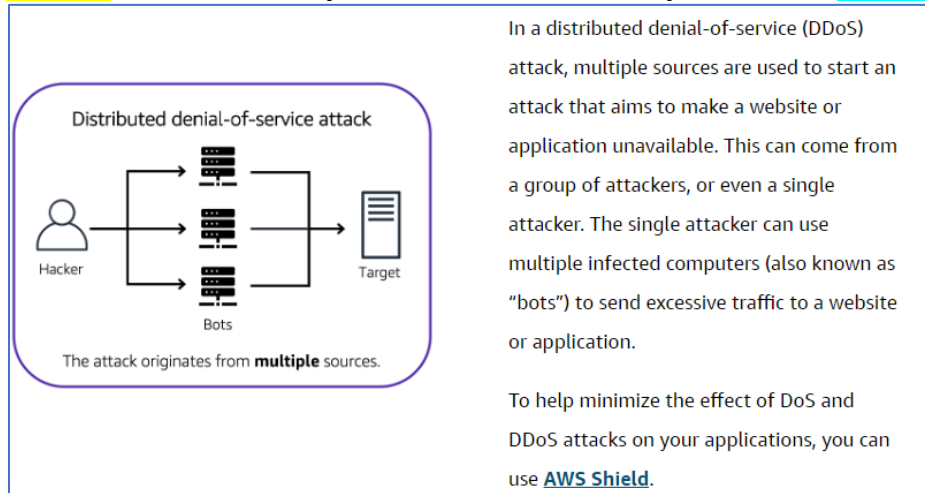 Distributed denial-of-service attack
Hacker
Bots
Target
The attack originates from multiple sources.
In a distributed denial-of-service (DDoS)
attack, multiple sources are used to start an
attack that aims to make a website or
application unavailable. This can come from
a group of attackers, or even a single
attacker. The single attacker can use
multiple infected computers (also known as
“bots”) to send excessive traffic to a website
or application.
To help minimize the effect of DoS and
DDoS attacks on your applications, you can
use AWS Shield.